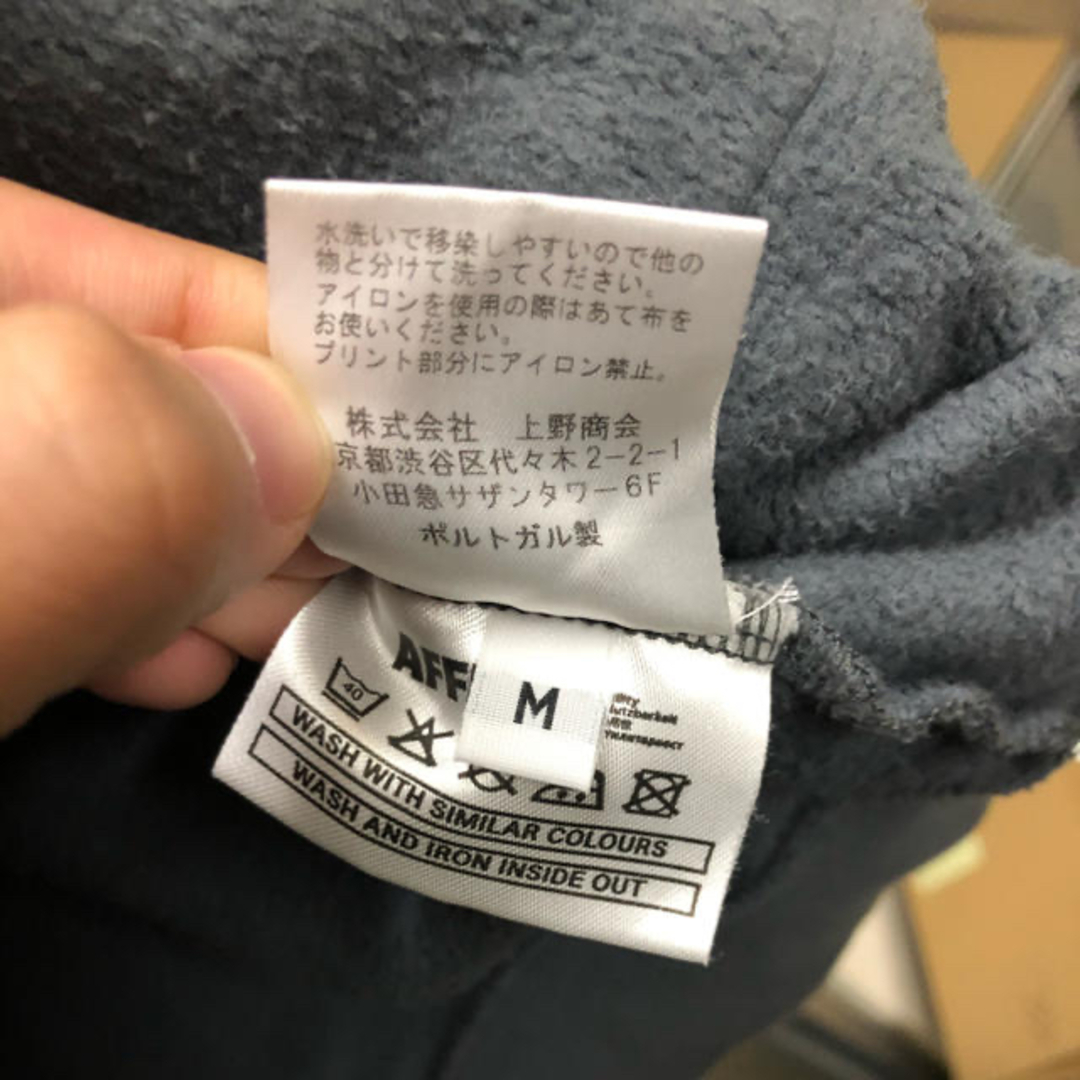 水洗いで移染しやすいので他の
物と分けて洗ってください。
アイロンを使用の際はあて布を
お使いください。
プリント部分にアイロン禁止。
株式会社 上野商会
京都渋谷区代々木2-2-1
小田急サザンタワー6F
ポルトガル製
AFF
M
40
WASH WITH SIMILAR COLOURS
WASH AND IRON INSIDE OUT